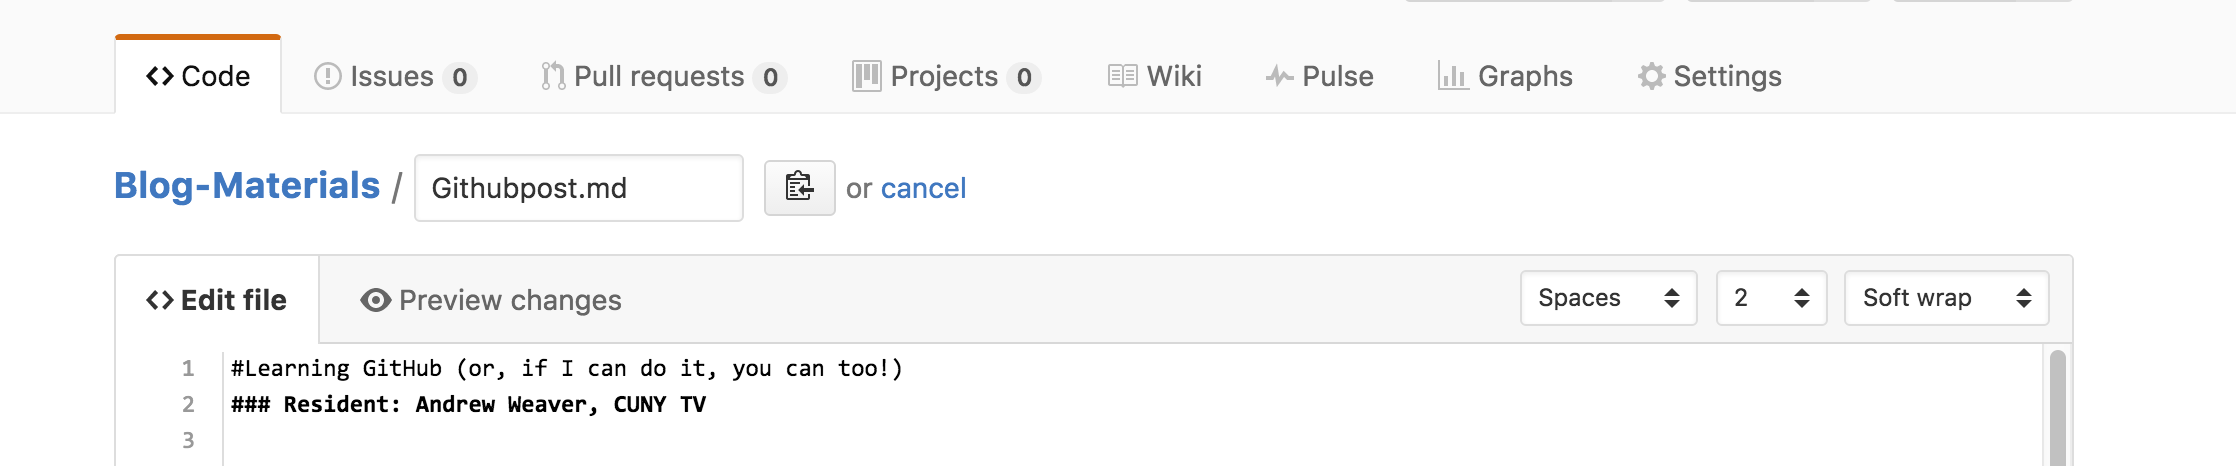 Code Issues 0 Pull requests 0 Projects 0 Wiki Pulse Graphs Settings
Blog-Materials / Githubpost.md or cancel
Edit file Preview changes Spaces 2 Soft wrap
1 #Learning GitHub (or, if I can do it, you can too!)
2 ### Resident: Andrew Weaver, CUNY TV
3